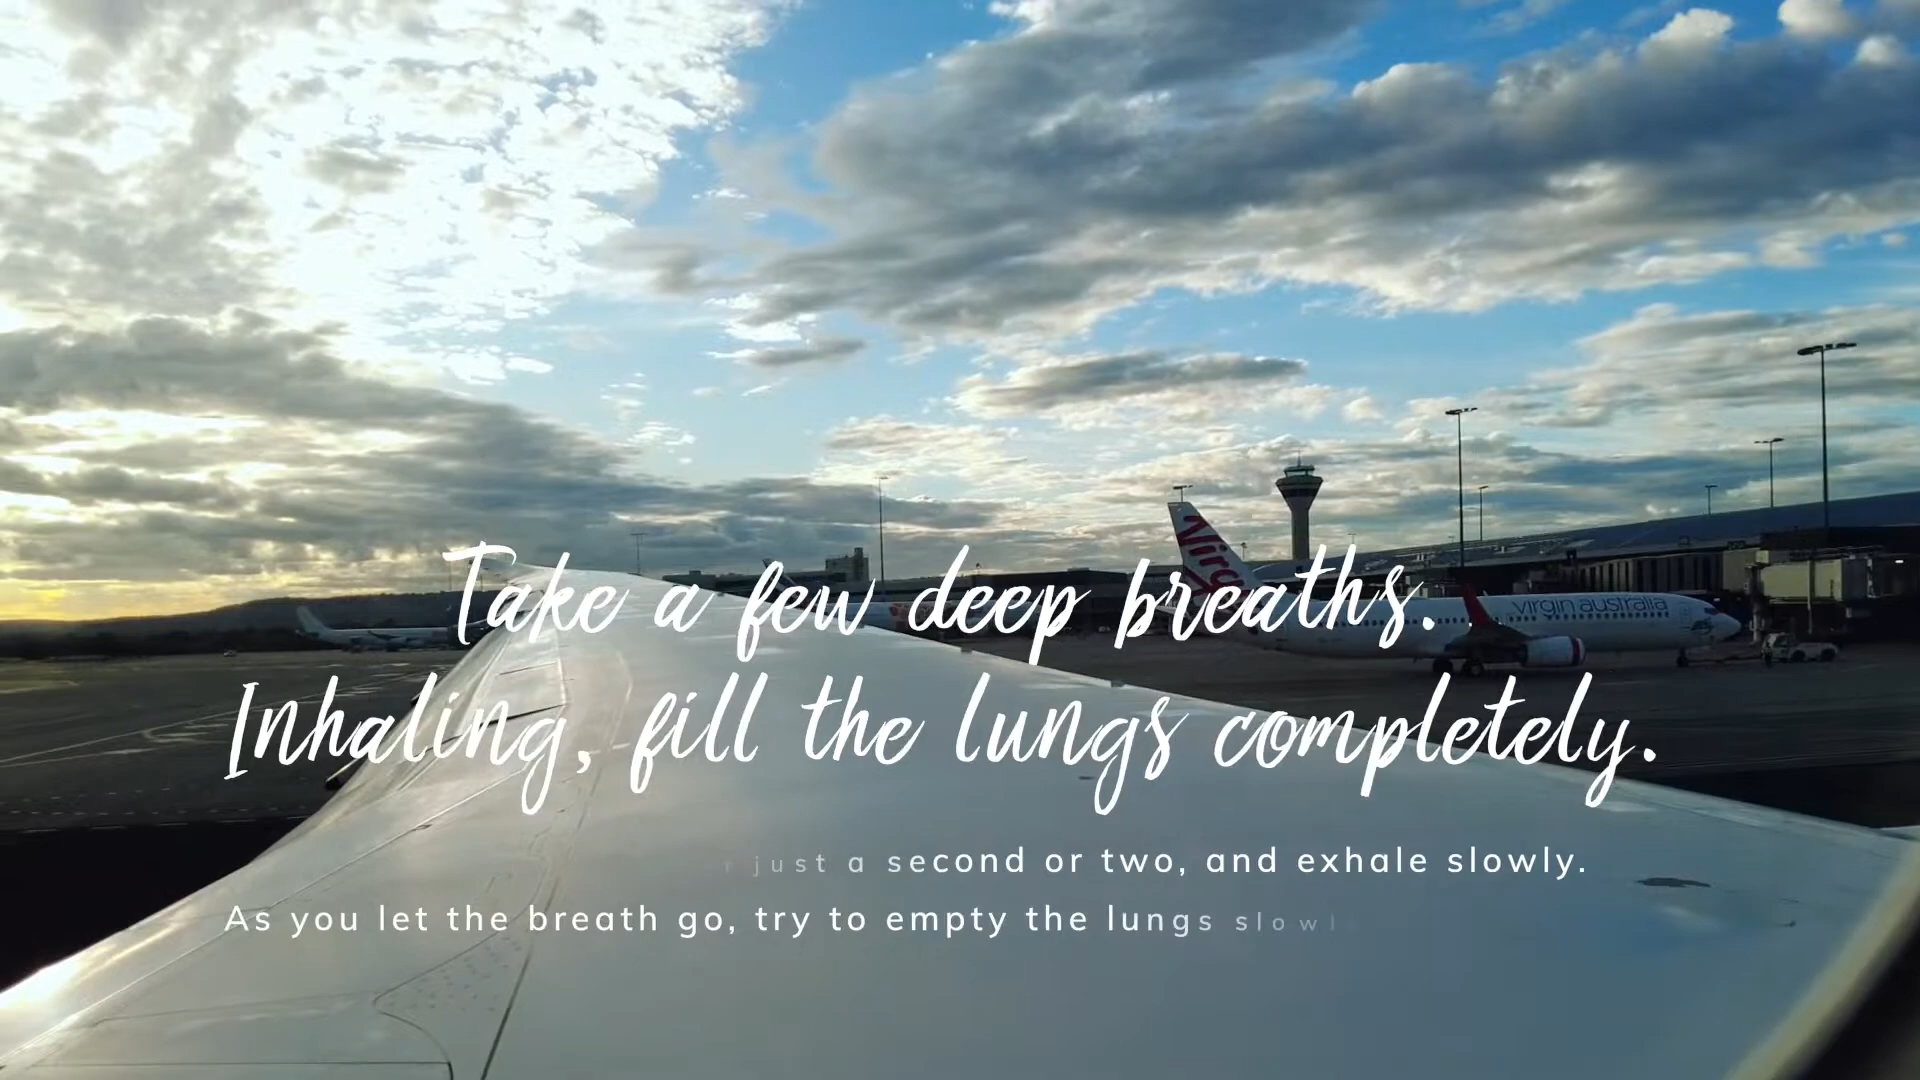 Virgin
virgin australia
Take a few deep breaths.
Inhaling, fill the lungs completely.
just a second or two, and exhale slowly.
As you let the breath go, try to empty the lungs